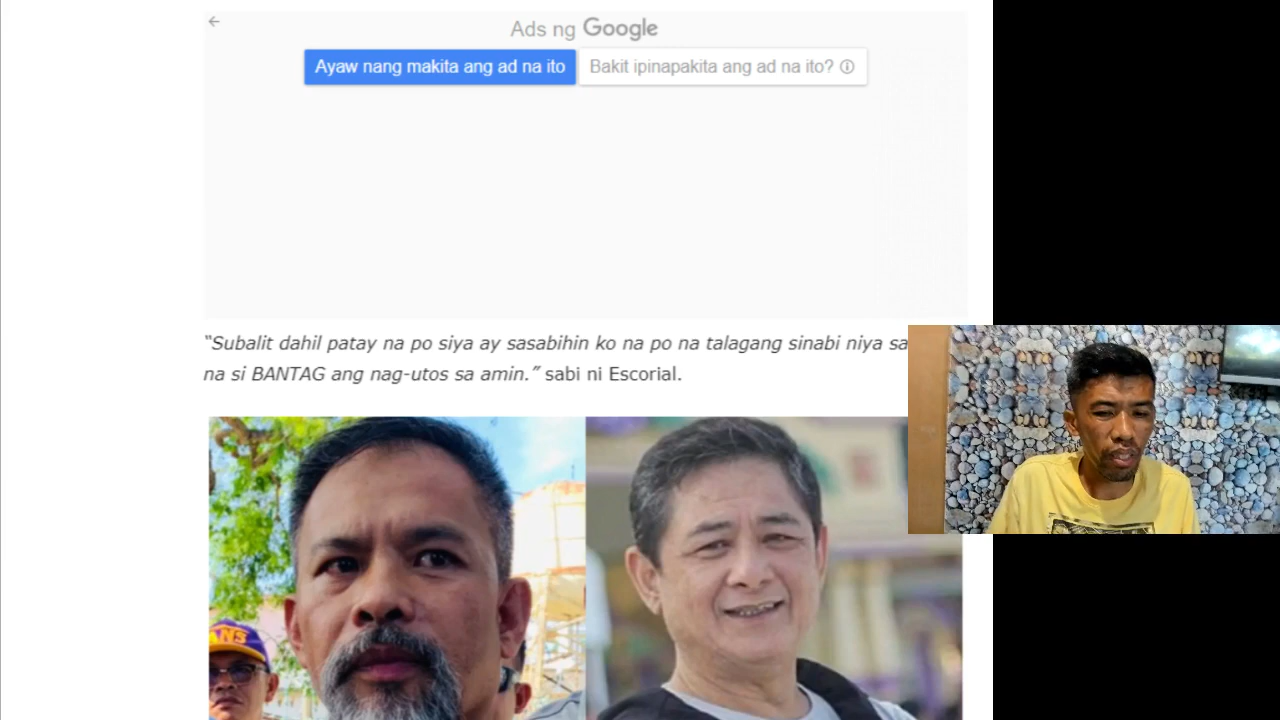 Ads ng Google
Ayaw nang makita ang ad na ito
Bakit ipinapakita ang ad na ito?
“Subalit dahil patay na po siya ay sasabihin ko na po na talagang sinabi niya sa
na si BANTAG ang nag-utos sa amin.” sabi ni Escorial.
ANS